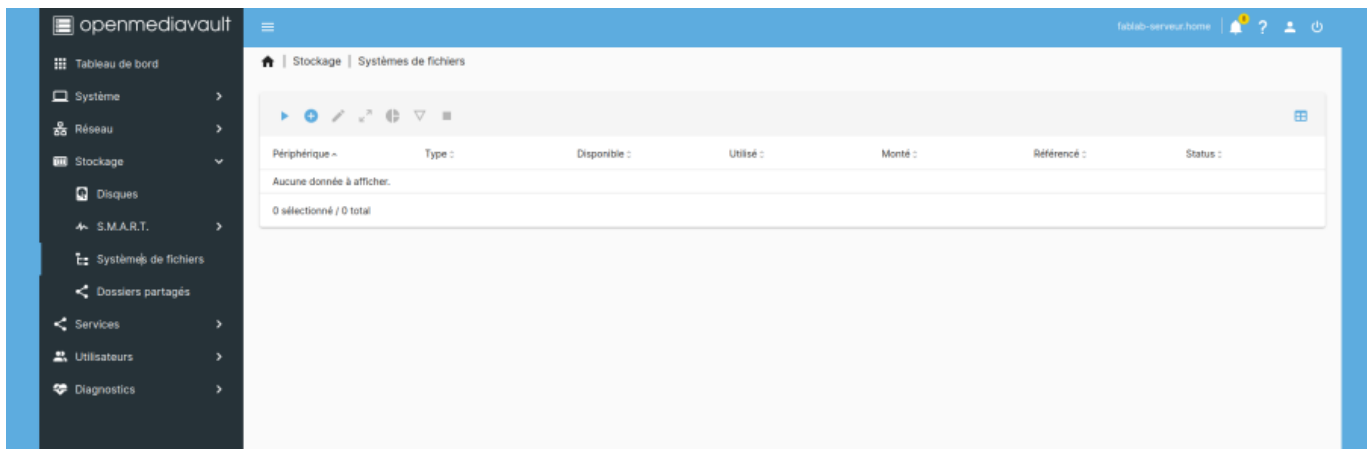 openmediavault
fablab-serveur.home
Tableau de bord
Système
Réseau
Stockage
Disques
S.M.A.R.T.
Systèmes de fichiers
Dossiers partagés
Services
Utilisateurs
Diagnostics
Stockage | Systèmes de fichiers
Périphérique Type Disponible Utilisé Monté Référencé Status
Aucune donnée à afficher.
0 sélectionné / 0 total